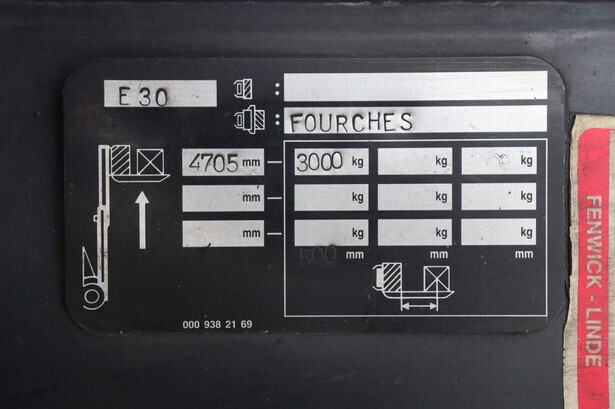 E30 :
: FOURCHES
4705 mm 3000 kg kg kg
mm kg kg kg
mm kg kg kg
500 mm mm mm
000 938 21 69
FENWICK - LINDE